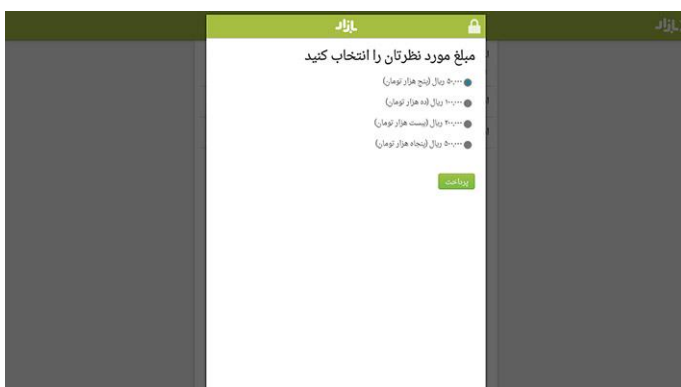 بازار
مبلغ مورد نظرتان را انتخاب کنید
۵۰,۰۰۰ ریال (پنج هزار تومان)
۱۰۰,۰۰۰ ریال (ده هزار تومان)
۲۰۰,۰۰۰ ریال (بیست هزار تومان)
۵۰۰,۰۰۰ ریال (پنجاه هزار تومان)
پرداخت